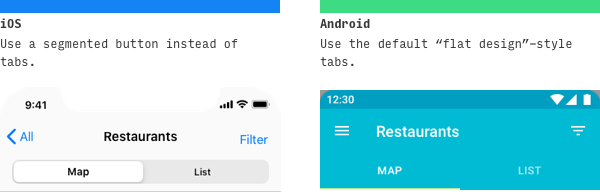 iOS
Use a segmented button instead of
tabs.
9:41
All
Restaurants
Filter
Map
List
Android
Use the default “flat design”-style
tabs.
12:30
Restaurants
MAP
LIST